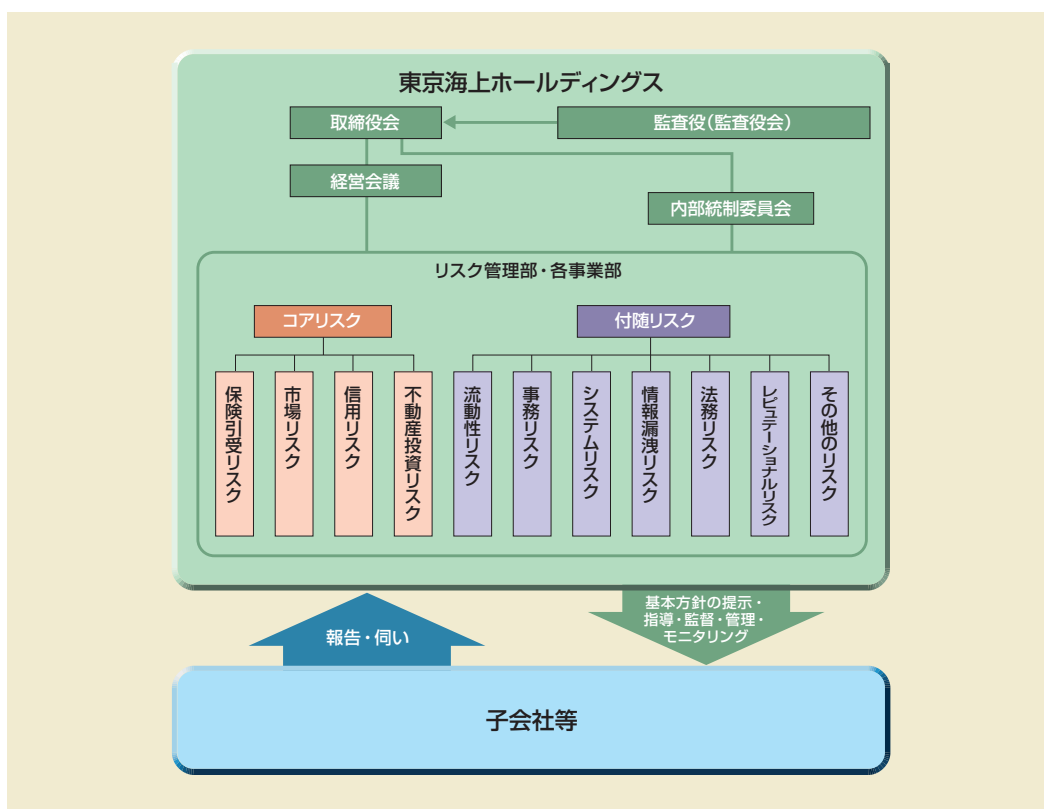 東京海上ホールディングス
取締役会
監査役(監査役会)
経営会議
内部統制委員会
リスク管理部・各事業部
コアリスク
付随リスク
保険引受リスク
市場リスク
信用リスク
不動産投資リスク
流動性リスク
事務リスク
システムリスク
情報漏洩リスク
法務リスク
レピュテーショナルリスク
その他のリスク
報告・伺い
基本方針の提示・
指導・監督・管理・
モニタリング
子会社等